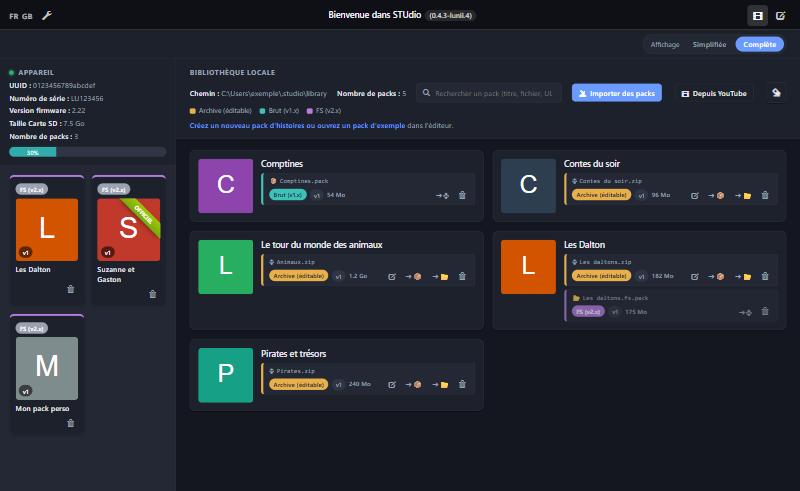 FR GB
Bienvenue dans STUdio (0.4.3-lunii.4)
Affichage Simplifiée Complète
APPAREIL
UUID : 0123456789abcdef
Numéro de série : LU123456
Version firmware : 2.22
Taille Carte SD : 7.5 Go
Nombre de packs : 3
30%
FS (v2.x)
L
v1
Les Dalton
FS (v2.x)
OFFICIEL
S
v1
Suzanne et
Gaston
FS (v2.x)
M
v1
Mon pack perso
BIBLIOTHÈQUE LOCALE
Chemin : C:\Users\exemple\.studio\library Nombre de packs : 5
Rechercher un pack (titre, fichier, UU
Importer des packs
Depuis YouTube
Archive (éditable) Brut (v1.x) FS (v2.x)
Créez un nouveau pack d'histoires ou ouvrez un pack d'exemple dans l'éditeur.
C
Comptines
Comptines.pack
Brut (v1.x) v1 54 Mo
C
Contes du soir
Contes du soir.zip
Archive (éditable) v1 96 Mo
L
Le tour du monde des animaux
Animaux.zip
Archive (éditable) v1 1.2 Go
L
Les Dalton
Les daltons.zip
Archive (éditable) v1 182 Mo
Les daltons.fs.pack
FS (v2.x) v1 175 Mo
P
Pirates et trésors
Pirates.zip
Archive (éditable) v1 240 Mo